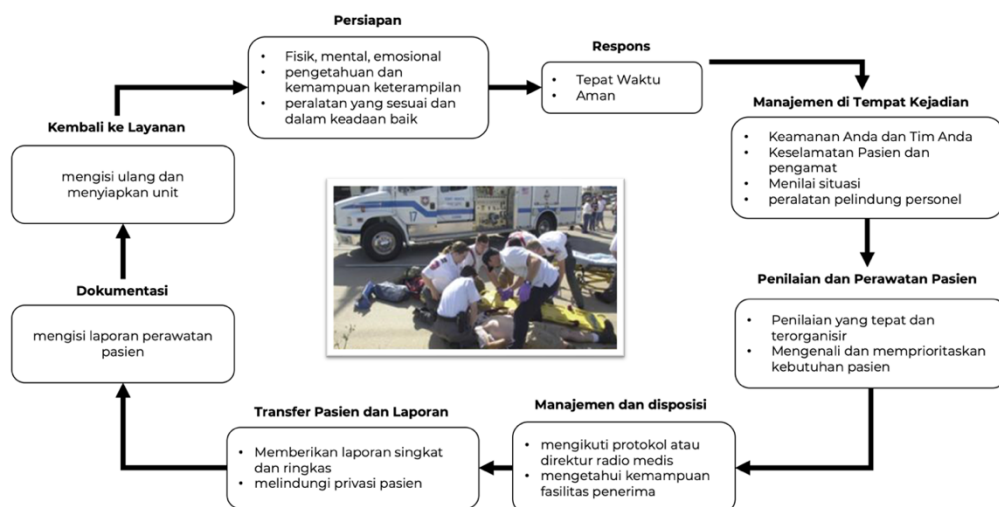 Persiapan
• Fisik, mental, emosional
• pengetahuan dan
kemampuan keterampilan
• peralatan yang sesuai dan
dalam keadaan baik
Respons
• Tepat Waktu
• Aman
Manajemen di Tempat Kejadian
• Keamanan Anda dan Tim Anda
• Keselamatan Pasien dan
pengamat
• Menilai situasi
• peralatan pelindung personel
Penilaian dan Perawatan Pasien
• Penilaian yang tepat dan
terorganisir
• Mengenali dan memprioritaskan
kebutuhan pasien
Manajemen dan disposisi
• mengikuti protokol atau
direktur radio medis
• mengetahui kemampuan
fasilitas penerima
Transfer Pasien dan Laporan
• Memberikan laporan singkat
dan ringkas
• melindungi privasi pasien
Dokumentasi
mengisi laporan perawatan
pasien
Kembali ke Layanan
mengisi ulang dan
menyiapkan unit
17